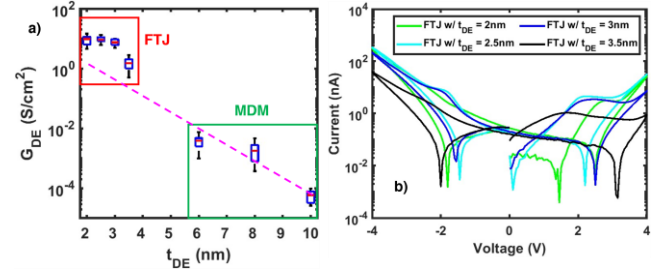 a)
FTJ
MDM
G_DE (S/cm²)
10²
10⁰
10⁻²
10⁻⁴
2 3 4 5 6 7 8 9 10
t_DE (nm)
FTJ w/ t_DE = 2nm FTJ w/ t_DE = 3nm
FTJ w/ t_DE = 2.5nm FTJ w/ t_DE = 3.5nm
Current (nA)
10⁴
10²
10⁰
10⁻²
10⁻⁴
b)
-4 -2 0 2 4
Voltage (V)